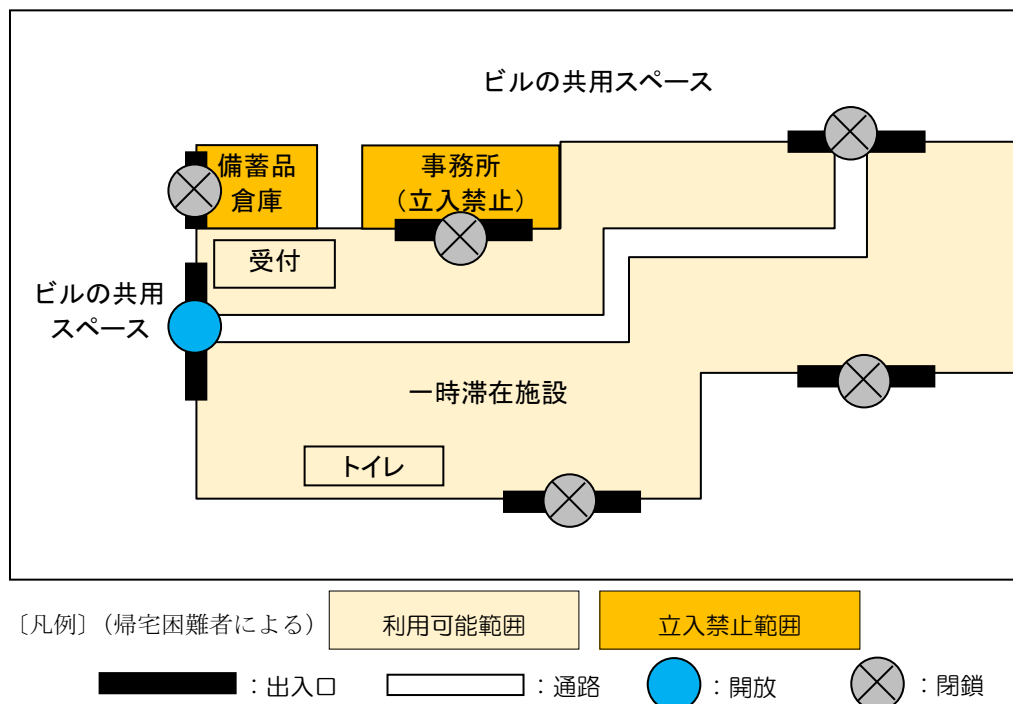 ビルの共用スペース
備蓄品
倉庫
事務所
（立入禁止）
受付
ビルの共用
スペース
一時滞在施設
トイレ
〔凡例〕（帰宅困難者による）
利用可能範囲
立入禁止範囲
：出入口
：通路
：開放
：閉鎖